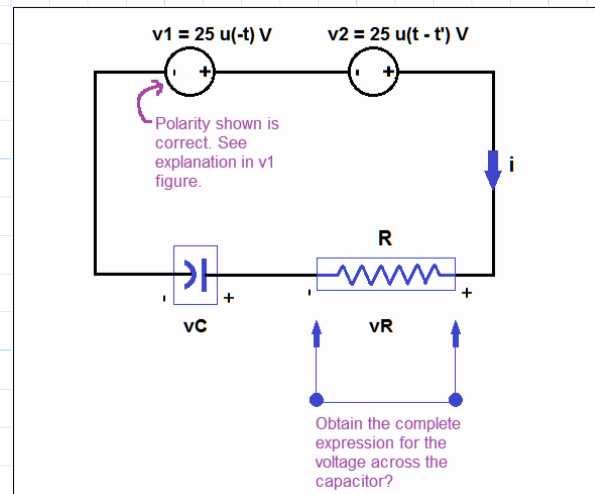 v1 = 25 u(-t) V
v2 = 25 u(t - t') V
- +
- +
Polarity shown is
correct. See
explanation in v1
figure.
i
R
- +
- +
vC
vR
Obtain the complete
expression for the
voltage across the
capacitor?